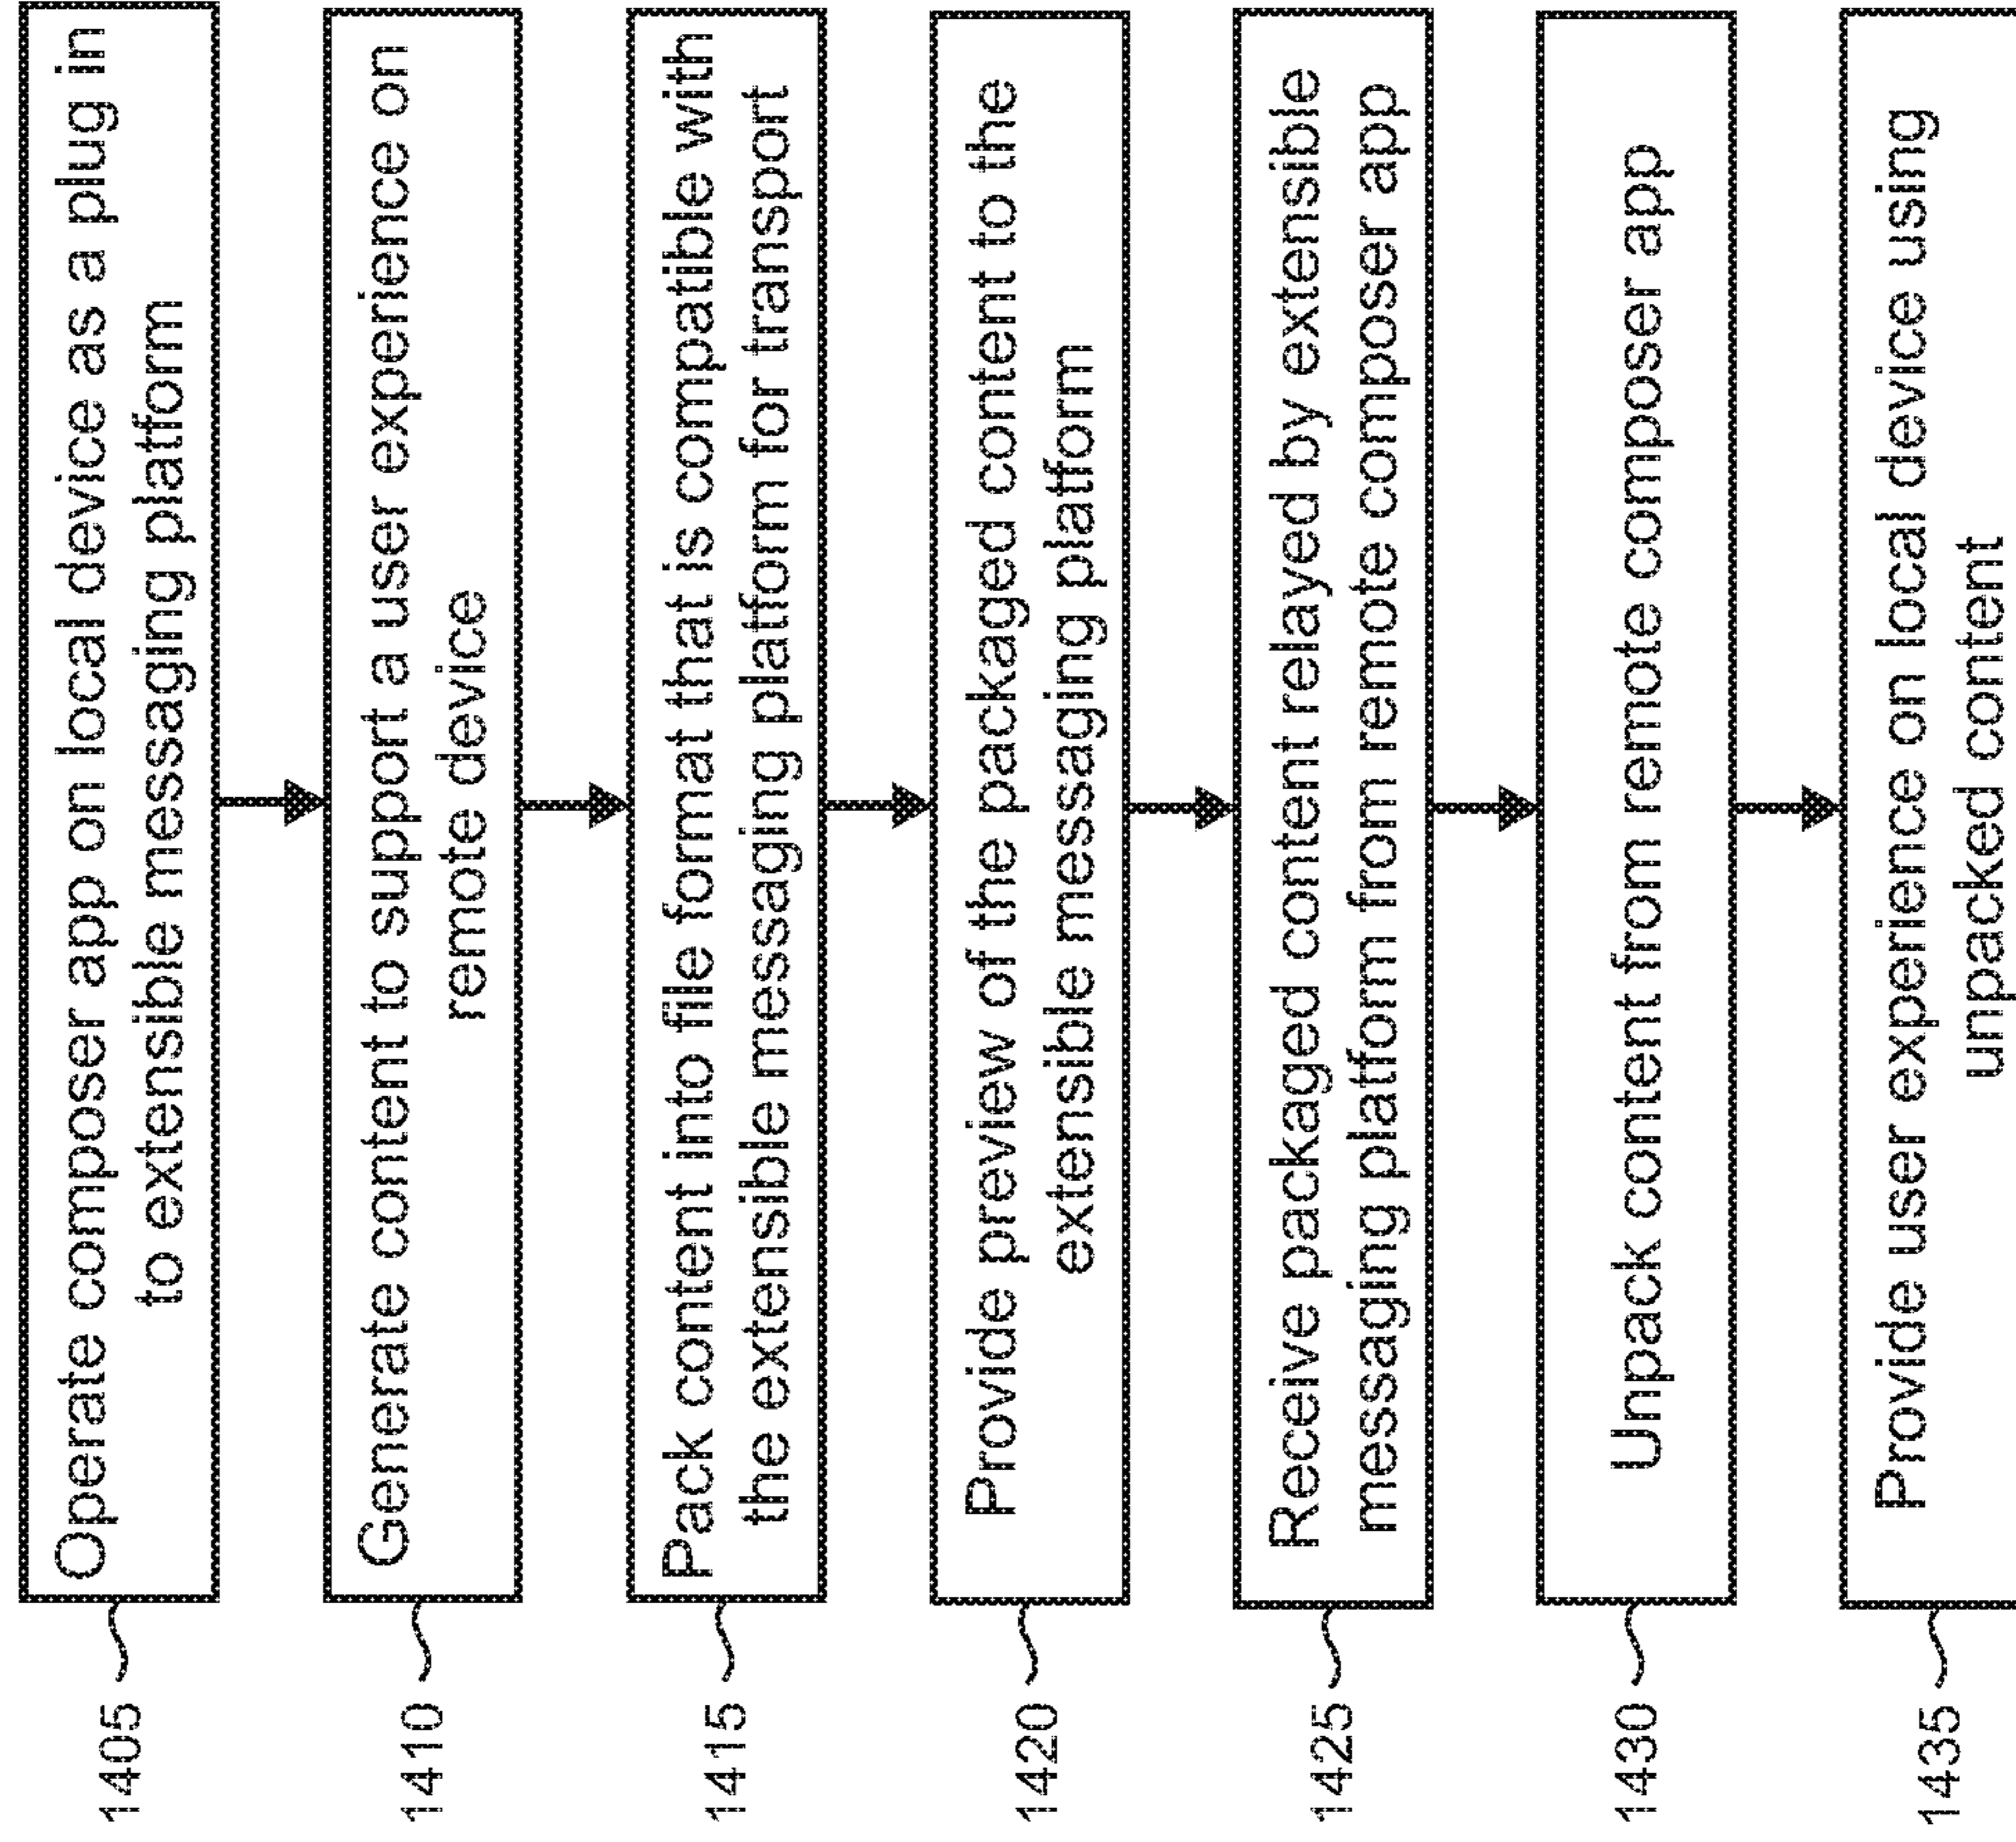 1405
Operate composer app on local device as a plug in
to extensible messaging platform
1410
Generate content to support a user experience on
remote device
1415
Pack content into file format that is compatible with
the extensible messaging platform for transport
1420
Provide preview of the packaged content to the
extensible messaging platform
1425
Receive packaged content relayed by extensible
messaging platform from remote composer app
1430
Unpack content from remote composer app
1435
Provide user experience on local device using
unpacked content